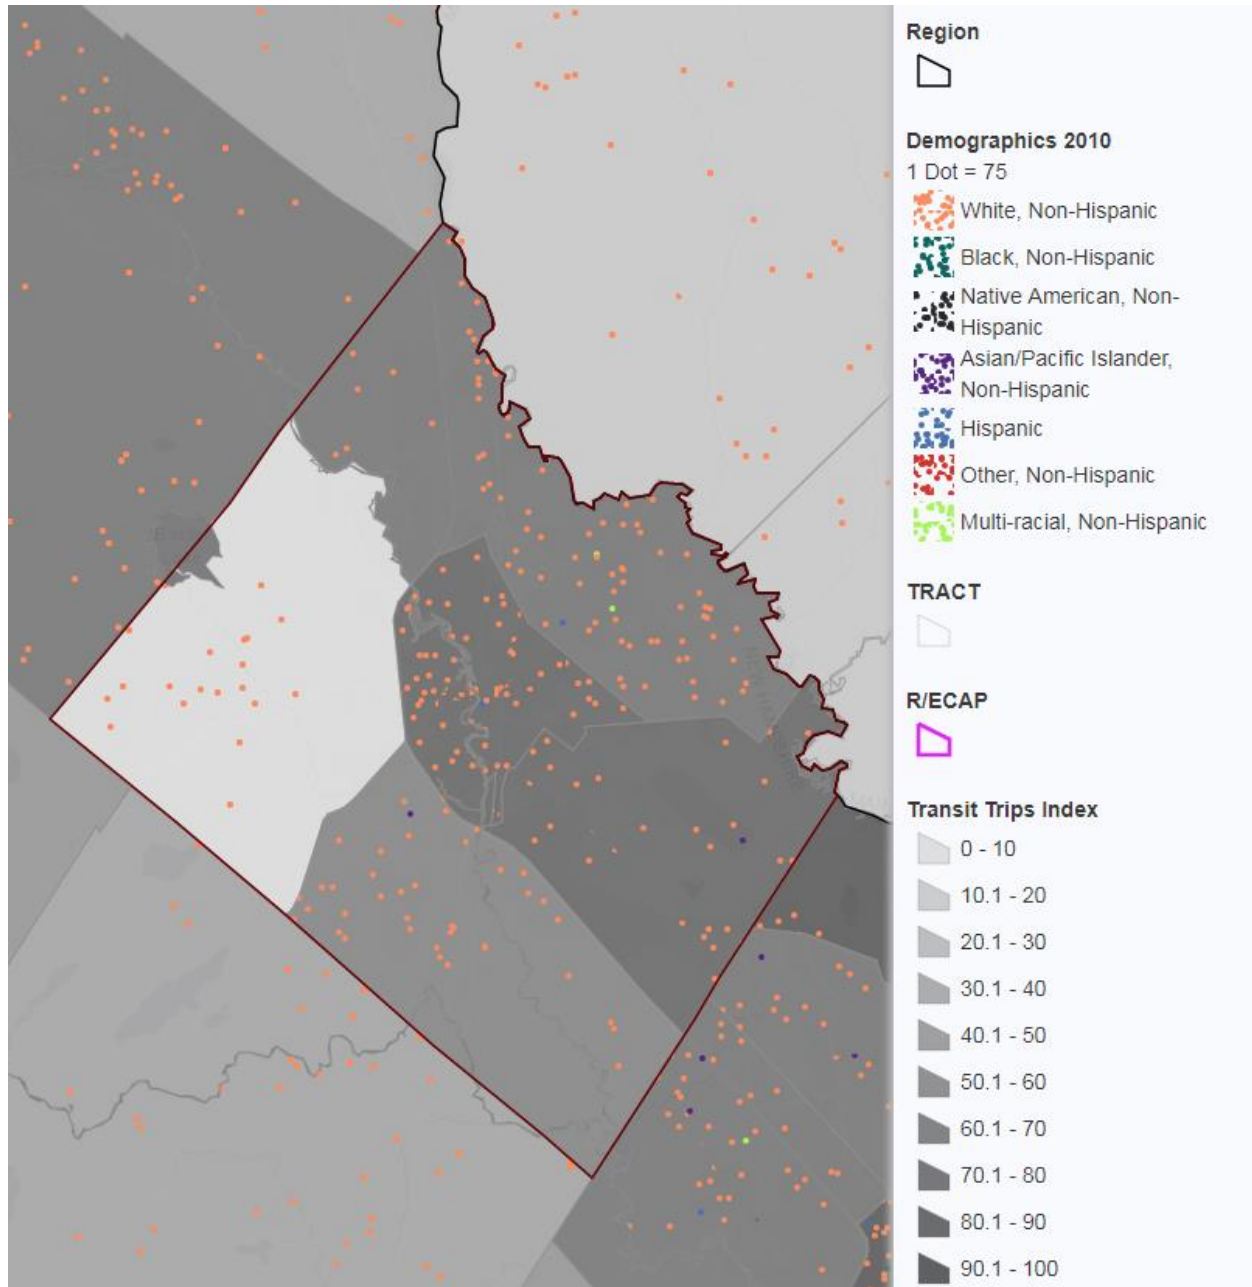 Region
Demographics 2010
1 Dot = 75
White, Non-Hispanic
Black, Non-Hispanic
Native American, Non-
Hispanic
Asian/Pacific Islander,
Non-Hispanic
Hispanic
Other, Non-Hispanic
Multi-racial, Non-Hispanic
TRACT
R/ECAP
Transit Trips Index
0 - 10
10.1 - 20
20.1 - 30
30.1 - 40
40.1 - 50
50.1 - 60
60.1 - 70
70.1 - 80
80.1 - 90
90.1 - 100